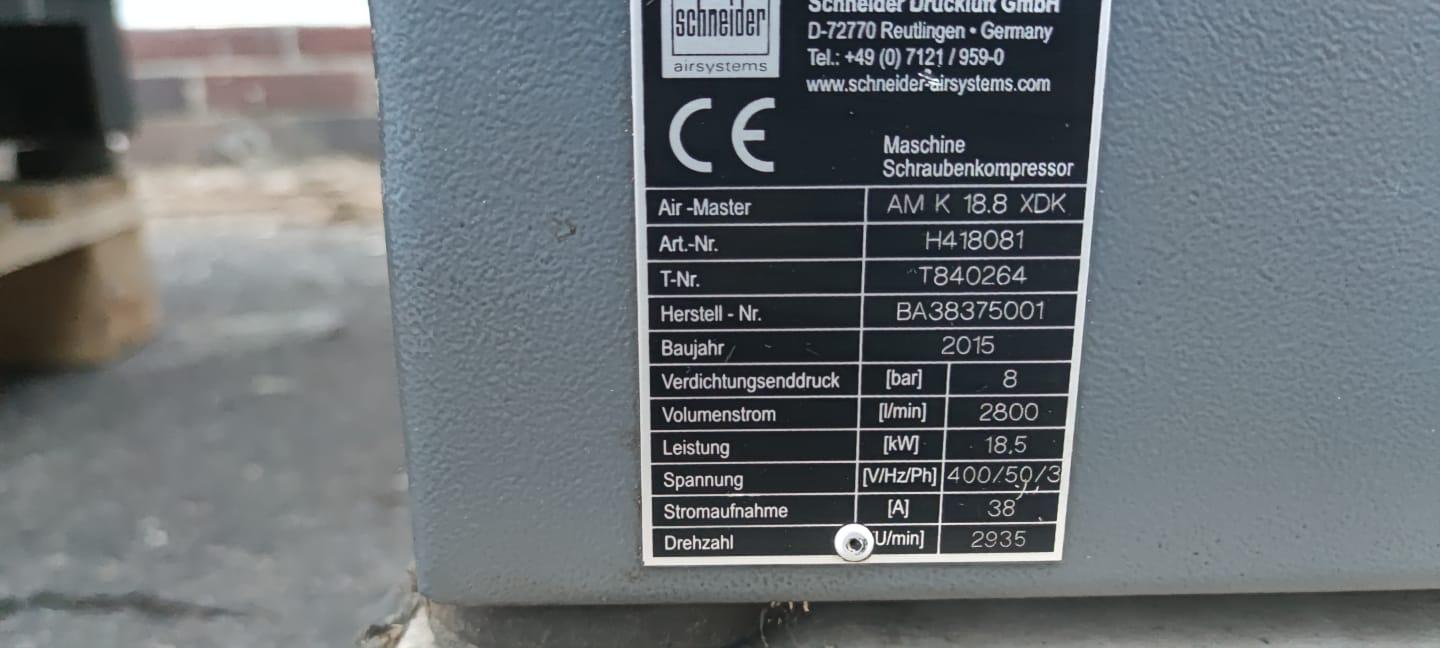 schneider
airsystems
Schneider Druckluft GmbH
D-72770 Reutlingen • Germany
Tel.: +49 (0) 7121 / 959-0
www.schneider-airsystems.com
CE
Maschine
Schraubenkompressor
Air -Master AM K 18.8 XDK
Art.-Nr. H418081
T-Nr. T840264
Herstell - Nr. BA38375001
Baujahr 2015
Verdichtungsenddruck [bar] 8
Volumenstrom [l/min] 2800
Leistung [kW] 18,5
Spannung [V/Hz/Ph] 400/50/3
Stromaufnahme [A] 38
Drehzahl [U/min] 2935